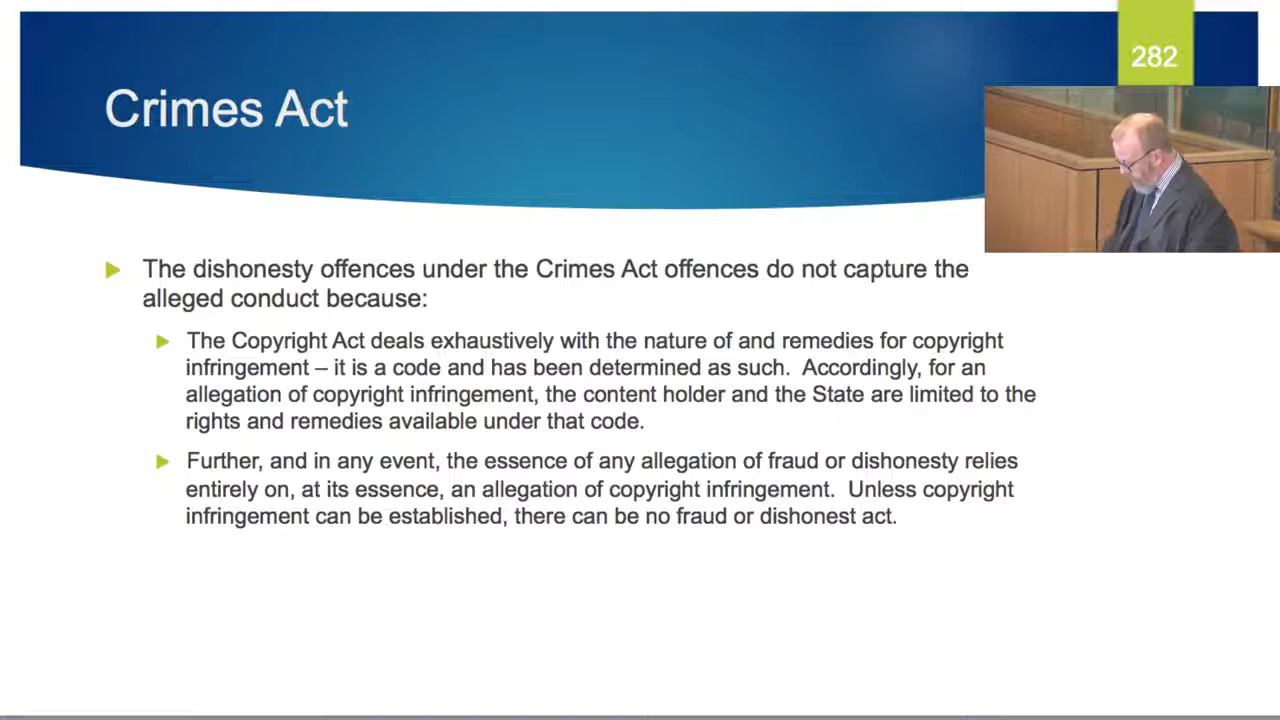 282
Crimes Act
The dishonesty offences under the Crimes Act offences do not capture the
alleged conduct because:
The Copyright Act deals exhaustively with the nature of and remedies for copyright
infringement – it is a code and has been determined as such.  Accordingly, for an
allegation of copyright infringement, the content holder and the State are limited to the
rights and remedies available under that code.
Further, and in any event, the essence of any allegation of fraud or dishonesty relies
entirely on, at its essence, an allegation of copyright infringement.  Unless copyright
infringement can be established, there can be no fraud or dishonest act.